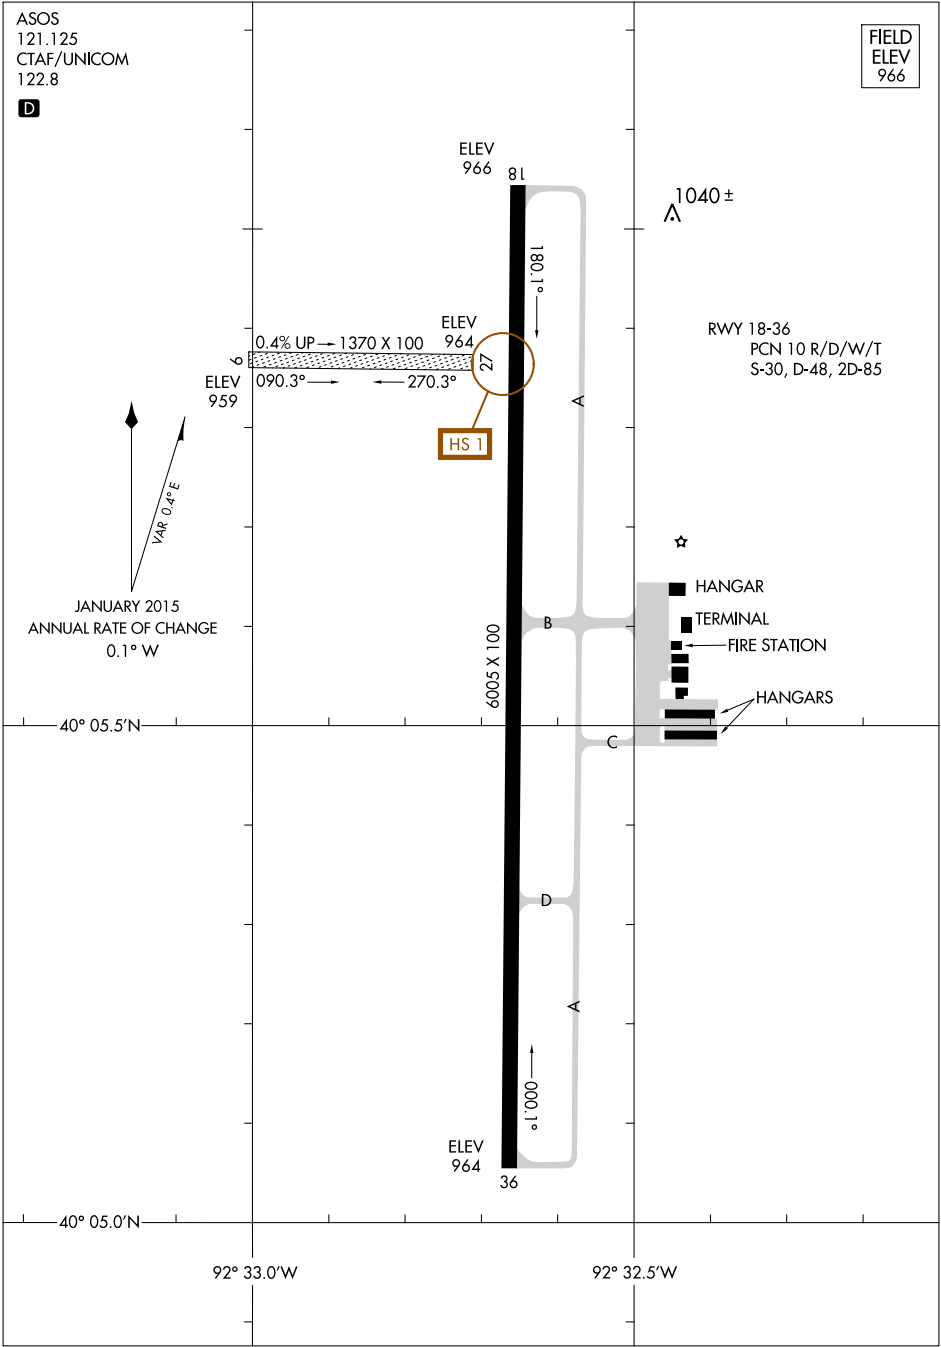 ASOS
121.125
CTAF/UNICOM
122.8
D
FIELD
ELEV
966
ELEV
966
18
1040 ±
180.1°
RWY 18-36
PCN 10 R/D/W/T
S-30, D-48, 2D-85
ELEV
964
0.4% UP → 1370 X 100
9
27
090.3° → ← 270.3°
ELEV
959
A
HS 1
VAR 0.4° E
JANUARY 2015
ANNUAL RATE OF CHANGE
0.1° W
HANGAR
TERMINAL
B
FIRE STATION
6005 X 100
HANGARS
40° 05.5'N
C
D
A
000.1°
ELEV
964
36
40° 05.0'N
92° 33.0'W
92° 32.5'W